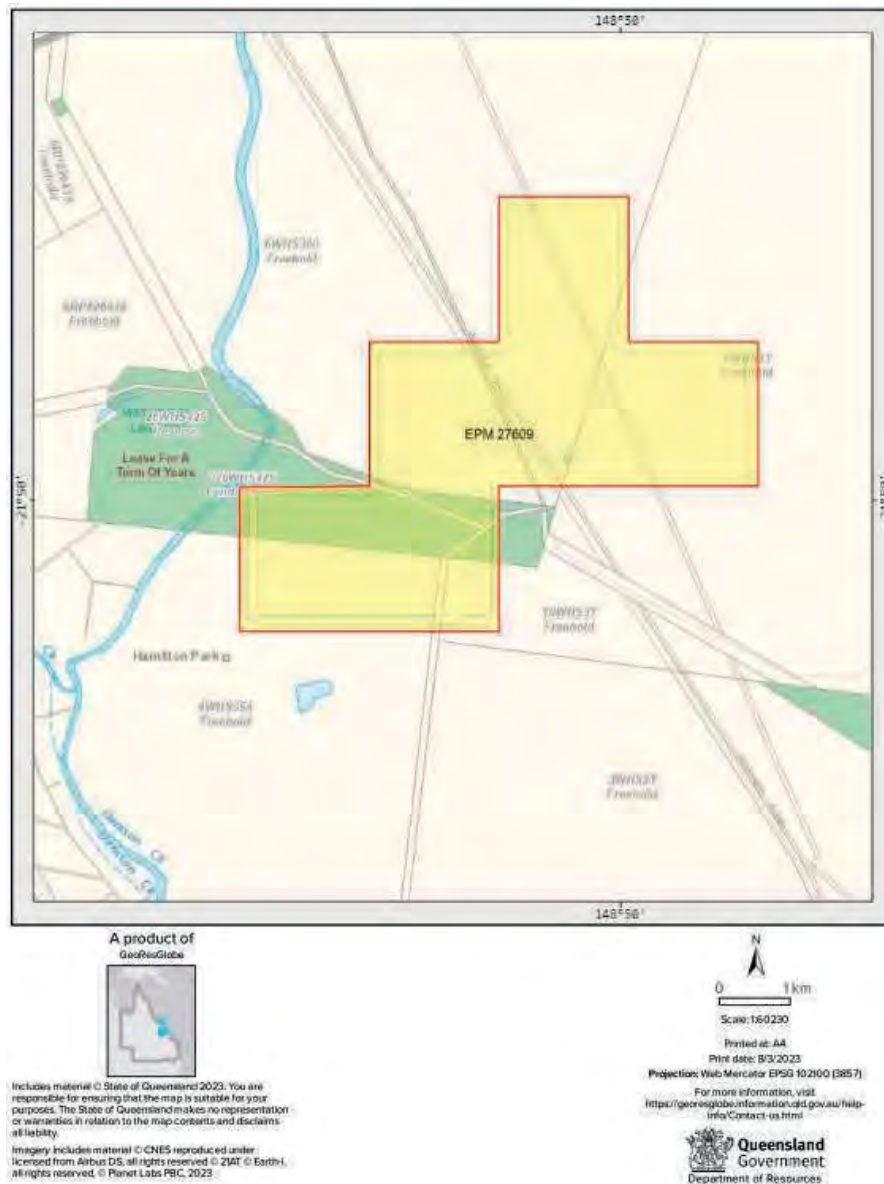 148°50'
Freehold
6WHS380
Freehold
Freehold
EPM 27609
Lease For A
Term Of Years
-21°50'
Freehold
Hamilton Park
Freehold
Freehold
148°50'
A product of
GeoResGlobe
Includes material © State of Queensland 2023. You are
responsible for ensuring that the map is suitable for your
purposes. The State of Queensland makes no representation
or warranties in relation to the map contents and disclaims
all liability.
Imagery includes material © CNES reproduced under
licensed from Airbus DS, all rights reserved © 21AT © Earth-i,
all rights reserved, © Planet Labs PBC, 2023
N
0 1 km
Scale: 1:60230
Printed at: A4
Print date: 8/3/2023
Projection: Web Mercator EPSG 102100 (3857)
For more information, visit
https://georesglobe.information.qld.gov.au/help-
info/Contact-us.html
Queensland
Government
Department of Resources